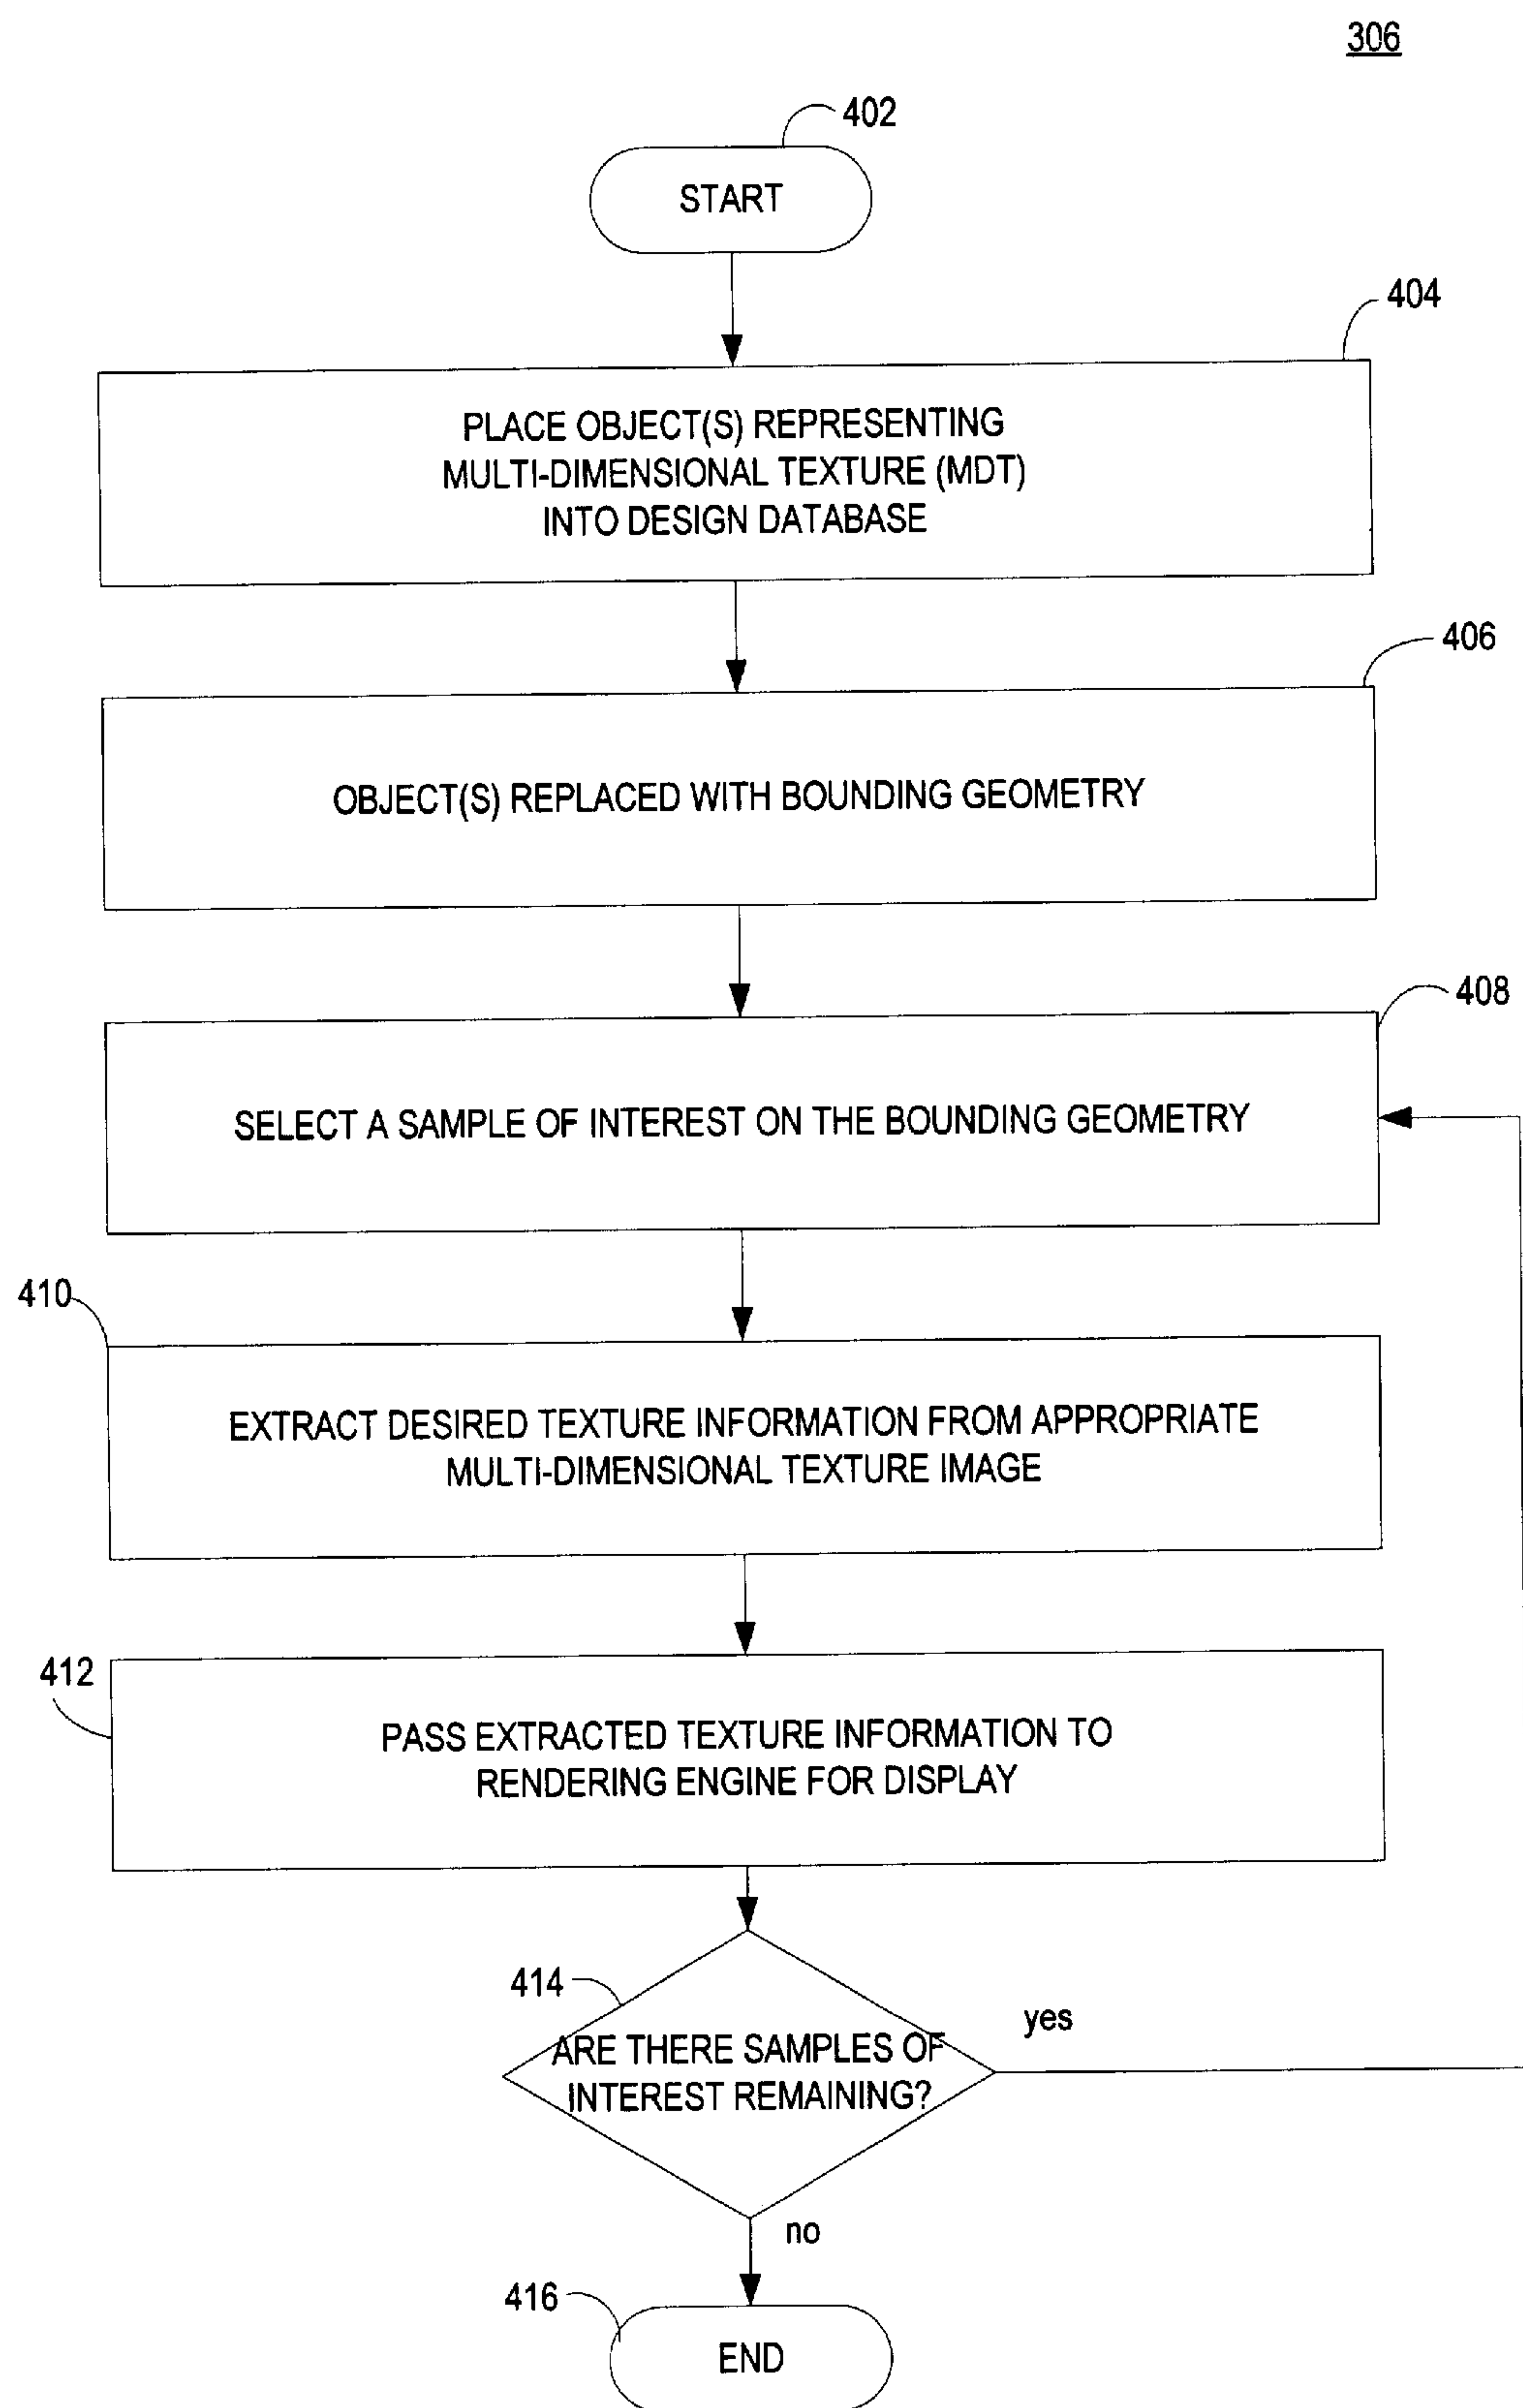 306
402
START
404
PLACE OBJECT(S) REPRESENTING
MULTI-DIMENSIONAL TEXTURE (MDT)
INTO DESIGN DATABASE
406
OBJECT(S) REPLACED WITH BOUNDING GEOMETRY
408
SELECT A SAMPLE OF INTEREST ON THE BOUNDING GEOMETRY
410
EXTRACT DESIRED TEXTURE INFORMATION FROM APPROPRIATE
MULTI-DIMENSIONAL TEXTURE IMAGE
412
PASS EXTRACTED TEXTURE INFORMATION TO
RENDERING ENGINE FOR DISPLAY
414
yes
ARE THERE SAMPLES OF
INTEREST REMAINING?
no
416
END